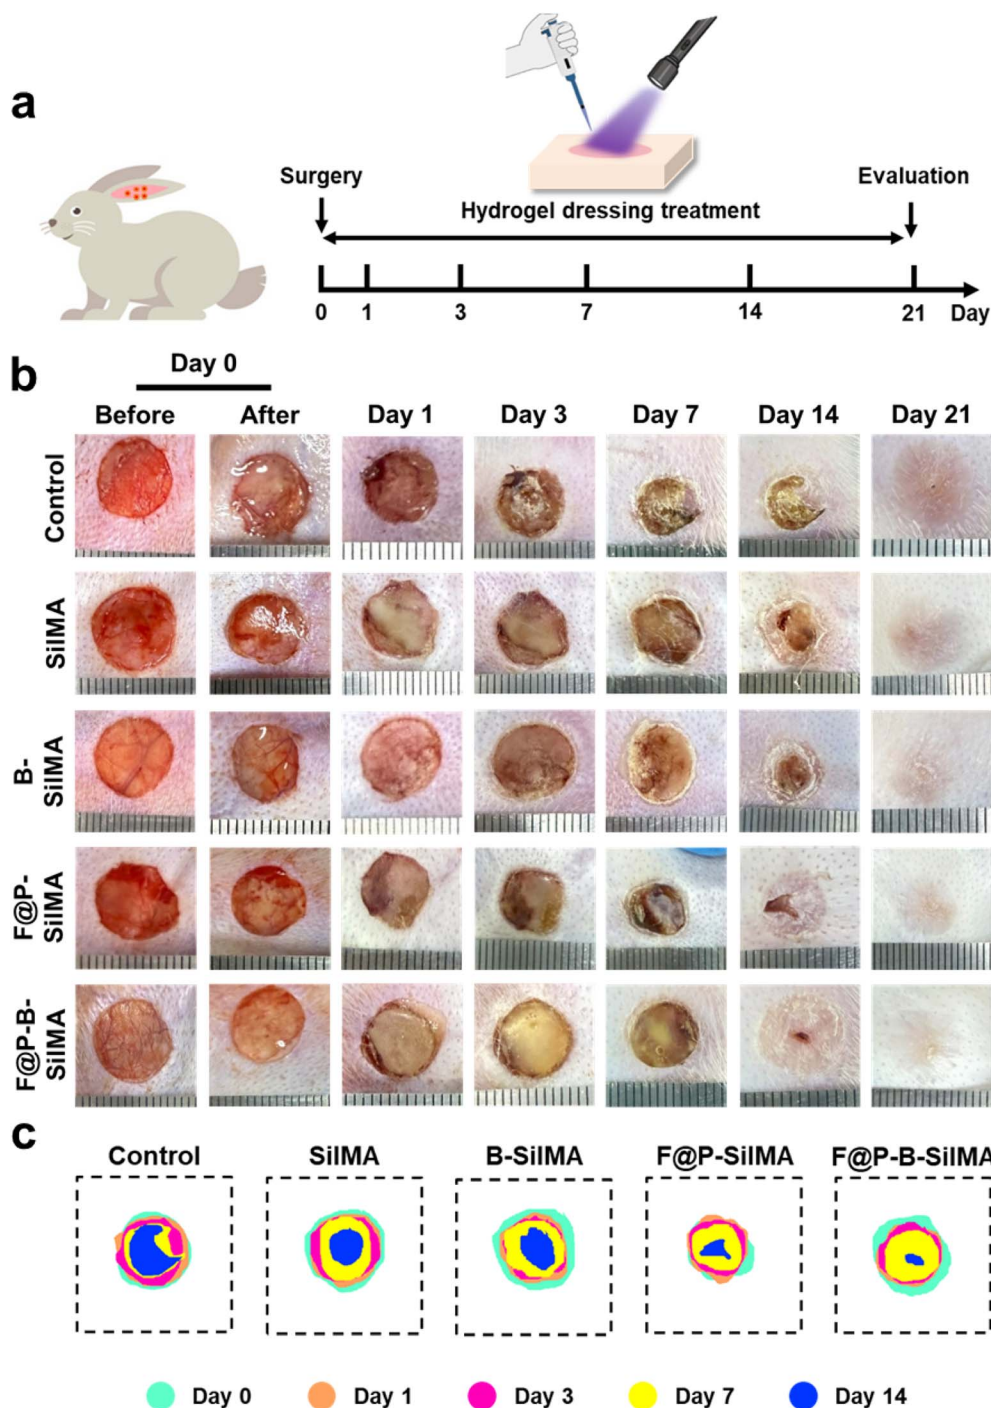 a
Surgery
Evaluation
Hydrogel dressing treatment
0 1 3 7 14 21 Day
b
Day 0
Before After Day 1 Day 3 Day 7 Day 14 Day 21
Control
SilMA
B-
SilMA
F@P-
SilMA
F@P-B-
SilMA
c
Control SilMA B-SilMA F@P-SilMA F@P-B-SilMA
Day 0 Day 1 Day 3 Day 7 Day 14